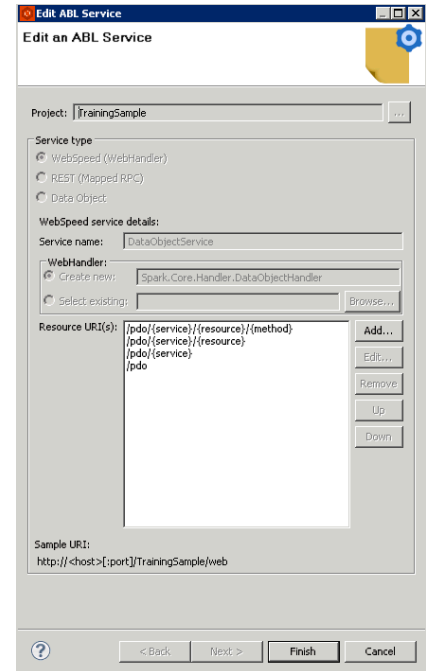 Edit ABL Service
Edit an ABL Service
Project: TrainingSample ...
Service type
WebSpeed (WebHandler)
REST (Mapped RPC)
Data Object
WebSpeed service details:
Service name: DataObjectService
WebHandler:
Create new: Spark.Core.Handler.DataObjectHandler
Select existing: Browse...
Resource URI(s): /pdo/{service}/{resource}/{method} Add...
/pdo/{service}/{resource}
/pdo/{service} Edit...
/pdo
Remove
Up
Down
Sample URI:
http://<host>[:port]/TrainingSample/web
? < Back Next > Finish Cancel